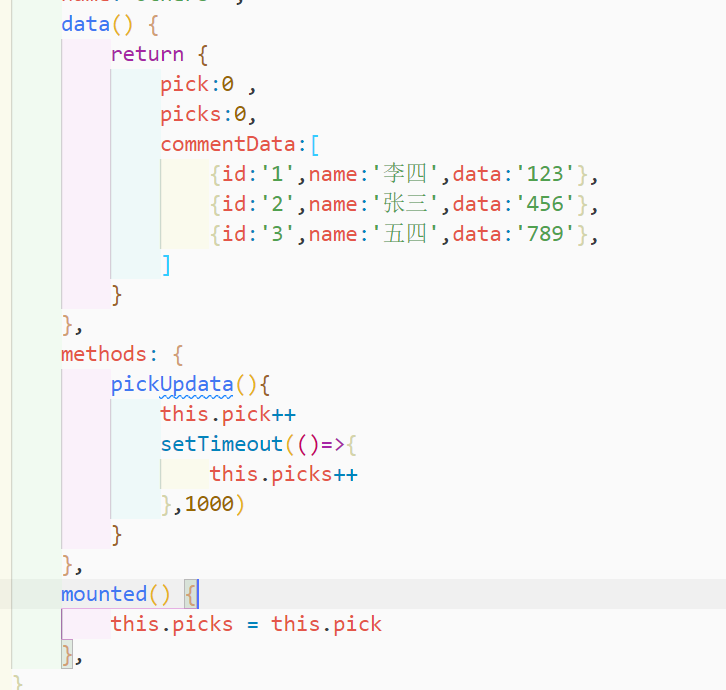 data() {
return {
pick:0 ,
picks:0,
commentData:[
{id:'1',name:'李四',data:'123'},
{id:'2',name:'张三',data:'456'},
{id:'3',name:'五四',data:'789'},
]
}
},
methods: {
pickUpdata(){
this.pick++
setTimeout(()=>{
this.picks++
},1000)
}
},
mounted() {
this.picks = this.pick
},
}